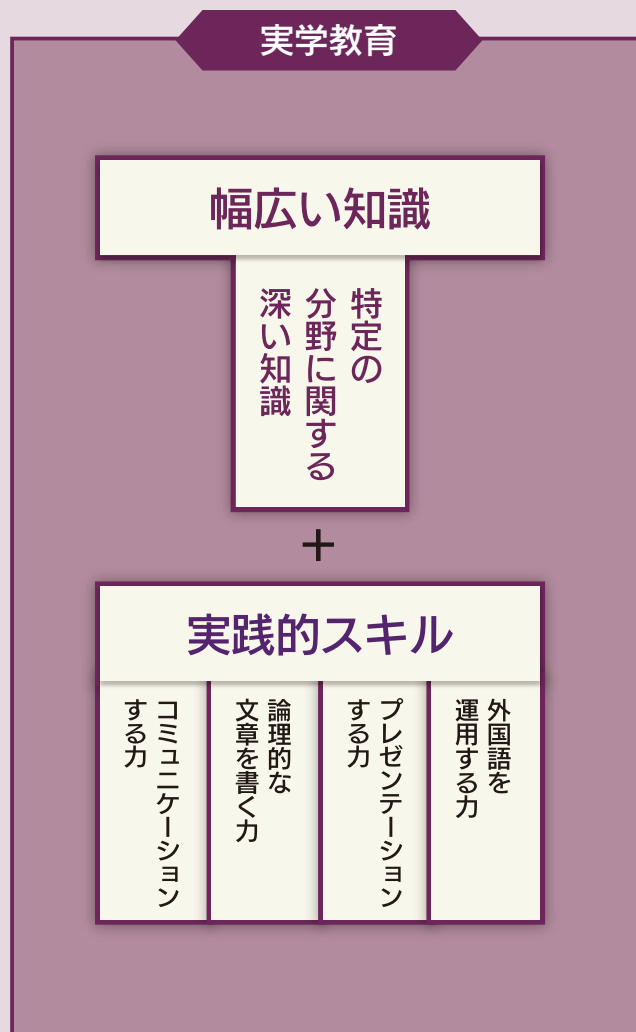 実学教育
幅広い知識
特定の
分野に関する
深い知識
+
実践的スキル
コミュニケーション
する力
論理的な
文章を書く力
プレゼンテーション
する力
外国語を
運用する力